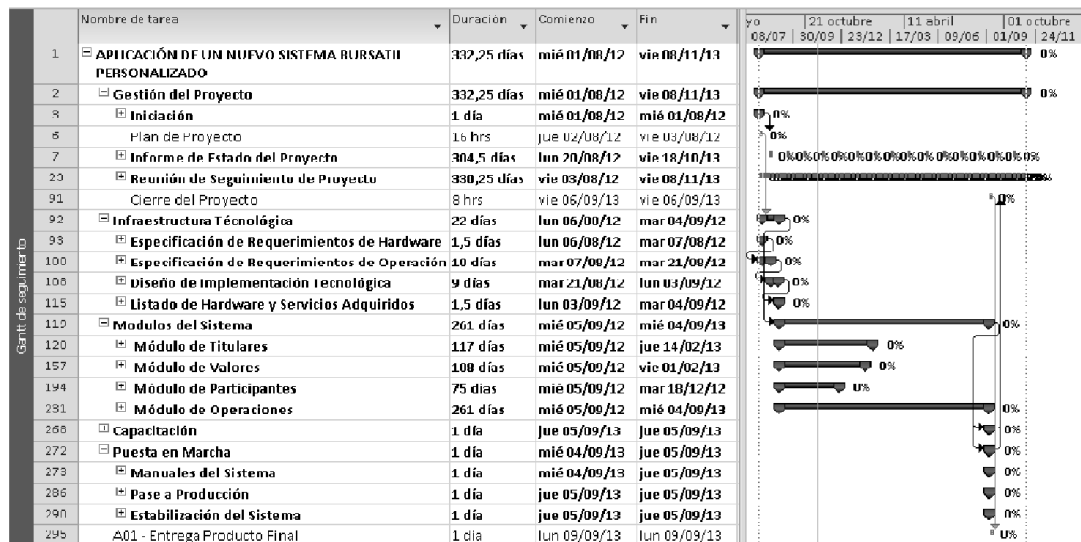 Nombre de tarea Duración Comienzo Fin
yo 21 octubre 11 abril 01 octubre
08/07 30/09 23/12 17/03 09/06 01/09 24/11
1 APLICACIÓN DE UN NUEVO SISTEMA BURSATIL 332,25 días mié 01/08/12 vie 08/11/13 0%
PERSONALIZADO
2 Gestión del Proyecto 332,25 días mié 01/08/12 vie 08/11/13 0%
3 Iniciación 1 día mié 01/08/12 mié 01/08/12 0%
6 Plan de Proyecto 16 hrs jue 02/08/12 vie 03/08/12 0%
7 Informe de Estado del Proyecto 304,5 días lun 20/08/12 vie 18/10/13 0%0%0%0%0%0%0%0%0%0%0%0%0%0%0%
23 Reunión de Seguimiento de Proyecto 330,25 días vie 03/08/12 vie 08/11/13
91 Cierre del Proyecto 8 hrs vie 06/09/13 vie 06/09/13 0%
92 Infraestructura Técnológica 22 días lun 06/08/12 mar 04/09/12 0%
93 Especificación de Requerimientos de Hardware 1,5 días lun 06/08/12 mar 07/08/12 0%
100 Especificación de Requerimientos de Operación 10 días mar 07/08/12 mar 21/08/12 0%
106 Diseño de Implementación Tecnológica 9 días mar 21/08/12 lun 03/09/12 0%
115 Listado de Hardware y Servicios Adquiridos 1,5 días lun 03/09/12 mar 04/09/12 0%
119 Modulos del Sistema 261 días mié 05/09/12 mié 04/09/13 0%
120 Módulo de Titulares 117 días mié 05/09/12 jue 14/02/13 0%
157 Módulo de Valores 108 días mié 05/09/12 vie 01/02/13 0%
194 Módulo de Participantes 75 días mié 05/09/12 mar 18/12/12 0%
231 Módulo de Operaciones 261 días mié 05/09/12 mié 04/09/13 0%
268 Capacitación 1 día jue 05/09/13 jue 05/09/13 0%
272 Puesta en Marcha 1 día mié 04/09/13 jue 05/09/13 0%
273 Manuales del Sistema 1 día mié 04/09/13 jue 05/09/13 0%
286 Pase a Producción 1 día jue 05/09/13 jue 05/09/13 0%
290 Estabilización del Sistema 1 día jue 05/09/13 jue 05/09/13 0%
295 A01 - Entrega Producto Final 1 día lun 09/09/13 lun 09/09/13 0%
Gantt de seguimiento